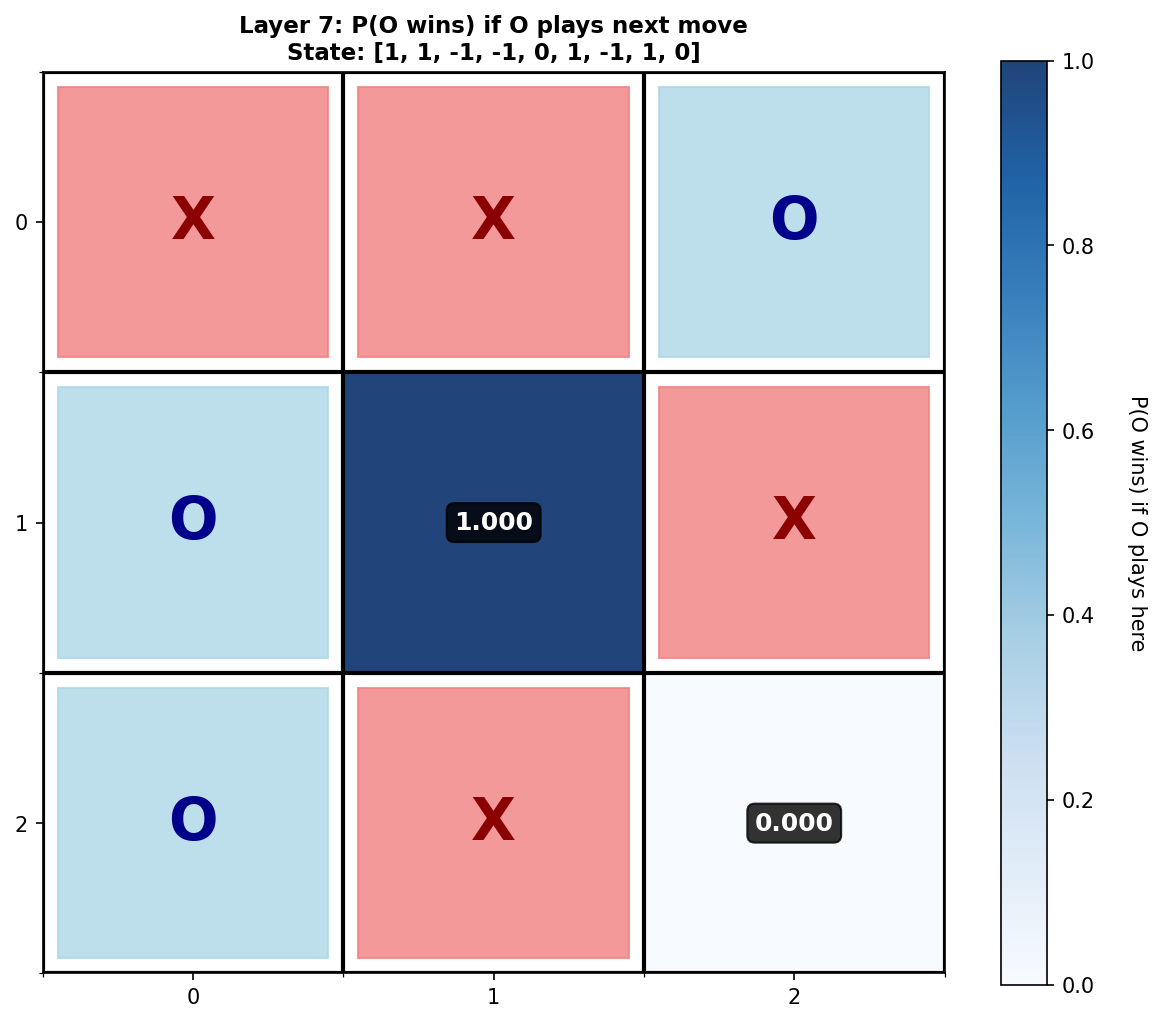 Layer 7: P(O wins) if O plays next move
State: [1, 1, -1, -1, 0, 1, -1, 1, 0]
0
X
X
O
1
O
1.000
X
2
O
X
0.000
0
1
2
1.0
0.8
0.6
0.4
0.2
0.0
P(O wins) if O plays here